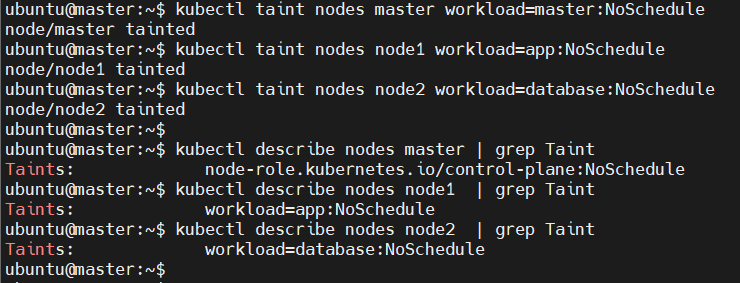 ubuntu@master:~$ kubectl taint nodes master workload=master:NoSchedule
node/master tainted
ubuntu@master:~$ kubectl taint nodes node1 workload=app:NoSchedule
node/node1 tainted
ubuntu@master:~$ kubectl taint nodes node2 workload=database:NoSchedule
node/node2 tainted
ubuntu@master:~$
ubuntu@master:~$ kubectl describe nodes master | grep Taint
Taints:             node-role.kubernetes.io/control-plane:NoSchedule
ubuntu@master:~$ kubectl describe nodes node1  | grep Taint
Taints:             workload=app:NoSchedule
ubuntu@master:~$ kubectl describe nodes node2  | grep Taint
Taints:             workload=database:NoSchedule
ubuntu@master:~$